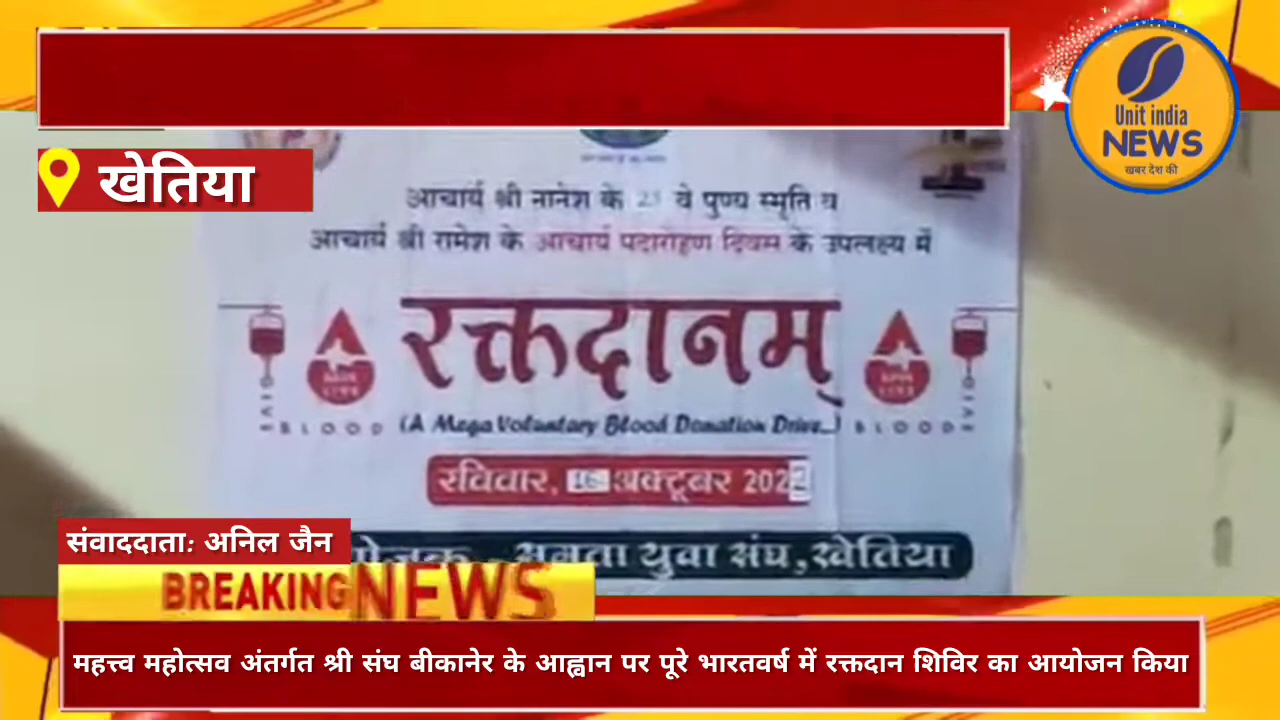 Unit india
NEWS
खबर देश की
खेतिया
आचार्य श्री नानेश के 23 वे पुण्य स्मृति व
आचार्य श्री रामेश के आचार्य पदारोहण दिवस के उपलक्ष्य में
रक्तदानम्
GIVE BLOOD (A Mega Voluntary Blood Donation Drive...) BLOOD GIVE
रविवार, 16 अक्टूबर 2022
समता युवा संघ, खेतिया
संवाददाता: अनिल जैन
BREAKING NEWS
महत्त्व महोत्सव अंतर्गत श्री संघ बीकानेर के आह्वान पर पूरे भारतवर्ष में रक्तदान शिविर का आयोजन किया